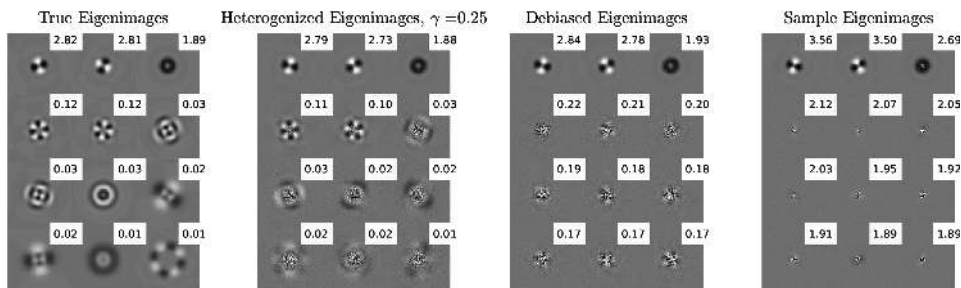 True Eigenimages
Heterogenized Eigenimages, γ =0.25
Debiased Eigenimages
Sample Eigenimages
2.82 2.81 1.89
0.12 0.12 0.03
0.03 0.03 0.02
0.02 0.01 0.01
2.79 2.73 1.88
0.11 0.10 0.03
0.03 0.02 0.02
0.02 0.02 0.01
2.84 2.78 1.93
0.22 0.21 0.20
0.19 0.18 0.18
0.17 0.17 0.17
3.56 3.50 2.69
2.12 2.07 2.05
2.03 1.95 1.92
1.91 1.89 1.89